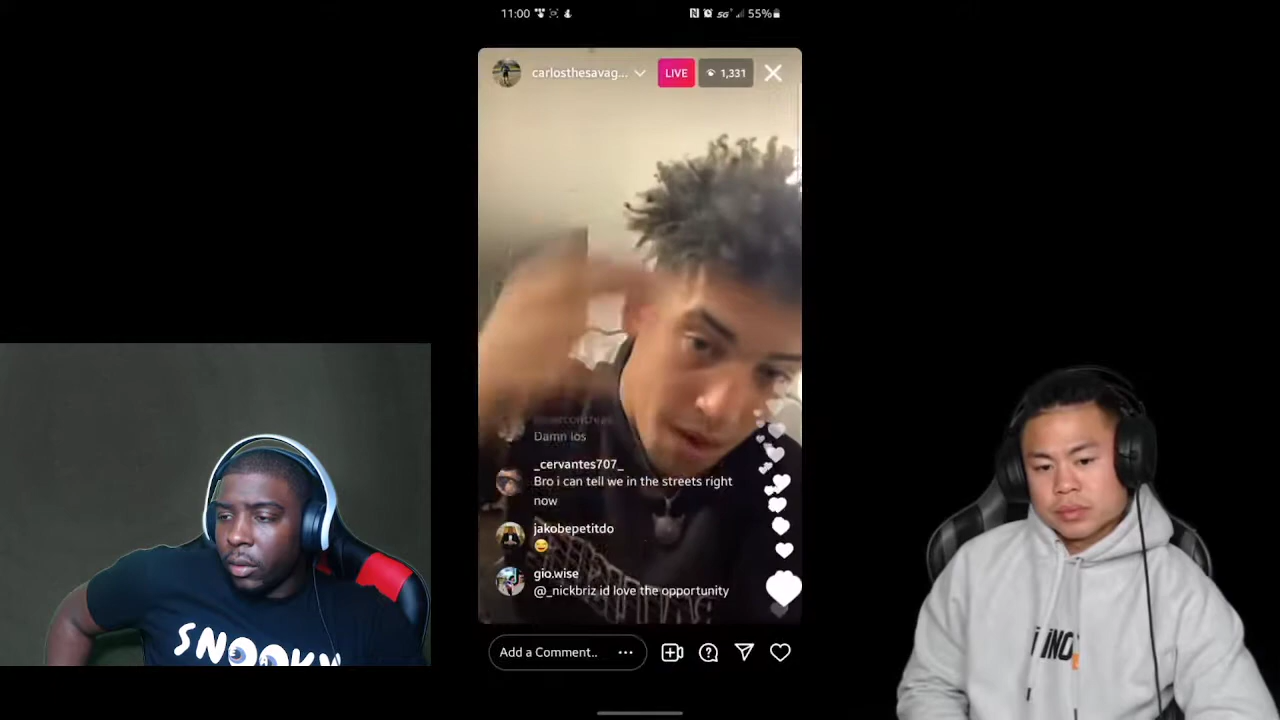 11:00
5G
55%
carlosthesavag...
LIVE
1,331
Damn los
_cervantes707_
Bro i can tell we in the streets right
now
jakobepetitdo
gio.wise
@_nickbriz id love the opportunity
Add a Comment..
SNOOKY